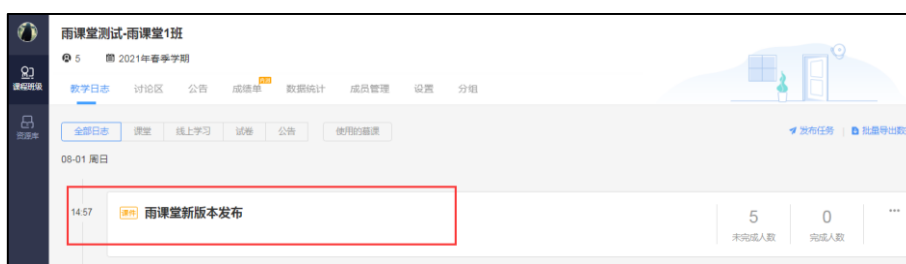 雨课堂测试-雨课堂1班
5 2021年春季学期
课程班级
教学日志 讨论区 公告 成绩单 数据统计 成员管理 设置 分组
资源库
全部日志 课堂 线上学习 试卷 公告 使用的慕课 发布任务 批量导出数
08-01 周日
14:57 课件 雨课堂新版本发布 5 0 ...
未完成人数 完成人数